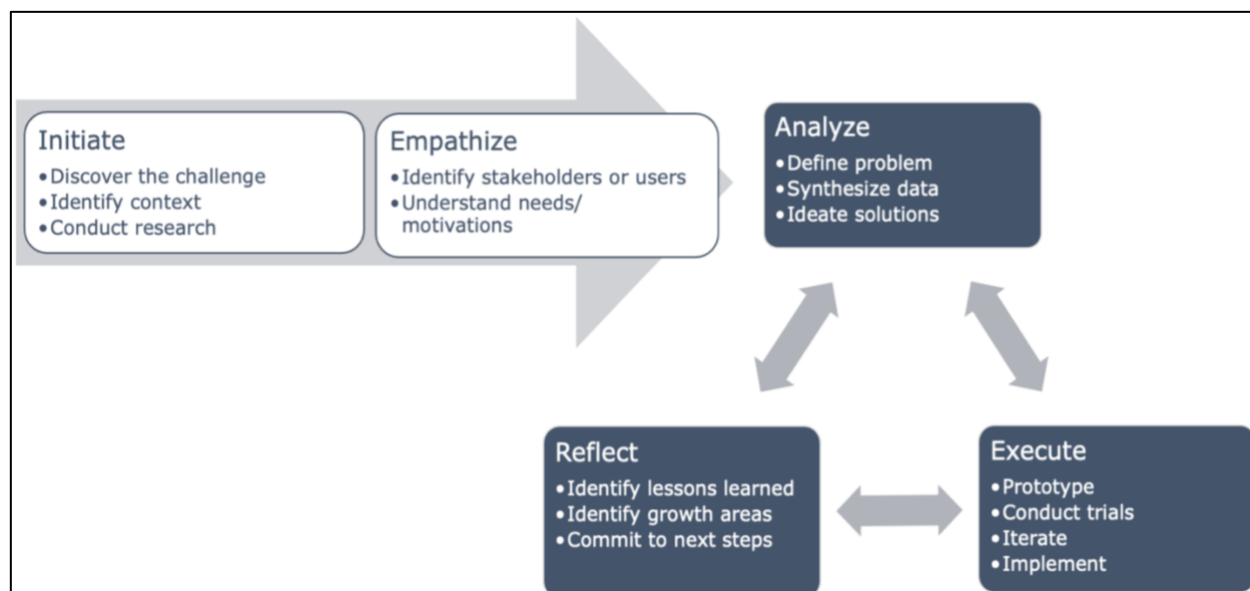 Initiate
•Discover the challenge
•Identify context
•Conduct research
Empathize
•Identify stakeholders or users
•Understand needs/
motivations
Analyze
•Define problem
•Synthesize data
•Ideate solutions
Reflect
•Identify lessons learned
•Identify growth areas
•Commit to next steps
Execute
•Prototype
•Conduct trials
•Iterate
•Implement